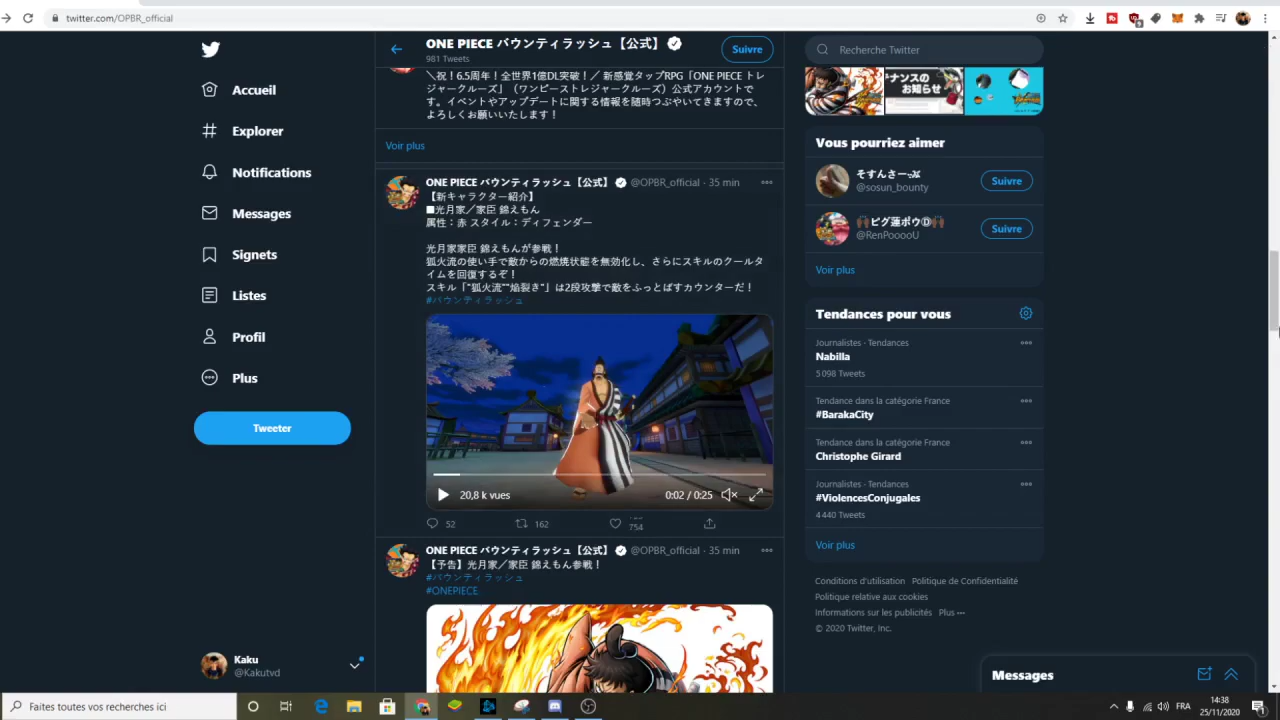 twitter.com/OPBR_official
Accueil
Explorer
Notifications
Messages
Signets
Listes
Profil
Plus
Tweeter
Kaku
@Kakutvd
ONE PIECE バウンティラッシュ【公式】
981 Tweets
Suivre
＼祝！6.5周年！全世界1億DL突破！／ 新感覚タップRPG「ONE PIECE トレ
ジャークルーズ」（ワンピーストレジャークルーズ）公式アカウントで
す。イベントやアップデートに関する情報を随時つぶやいてきますので、
よろしくお願いいたします！
Voir plus
ONE PIECE バウンティラッシュ【公式】 @OPBR_official · 35 min
【新キャラクター紹介】
■光月家／家臣 錦えもん
属性：赤 スタイル：ディフェンダー
光月家家臣 錦えもんが参戦！
狐火流の使い手で敵からの燃焼状態を無効化し、さらにスキルのクールタ
イムを回復するぞ！
スキル「"狐火流""焔裂き"」は2段攻撃で敵をふっとばすカウンターだ！
#バウンティラッシュ
20,8 k vues
0:02 / 0:25
52
162
754
ONE PIECE バウンティラッシュ【公式】 @OPBR_official · 35 min
【予告】光月家／家臣 錦えもん参戦！
#バウンティラッシュ
#ONEPIECE
Recherche Twitter
ナンスの
お知らせ
Vous pourriez aimer
そすんさー
@sosun_bounty
Suivre
ピグ蓮ポウⒹ
@RenPooooU
Suivre
Voir plus
Tendances pour vous
Journalistes · Tendances
Nabilla
5 098 Tweets
Tendance dans la catégorie France
#BarakaCity
Tendance dans la catégorie France
Christophe Girard
Journalistes · Tendances
#ViolencesConjugales
4 440 Tweets
Voir plus
Conditions d'utilisation Politique de Confidentialité
Politique relative aux cookies
Informations sur les publicités Plus
© 2020 Twitter, Inc.
Messages
Faites toutes vos recherches ici
FRA
14:38
25/11/2020